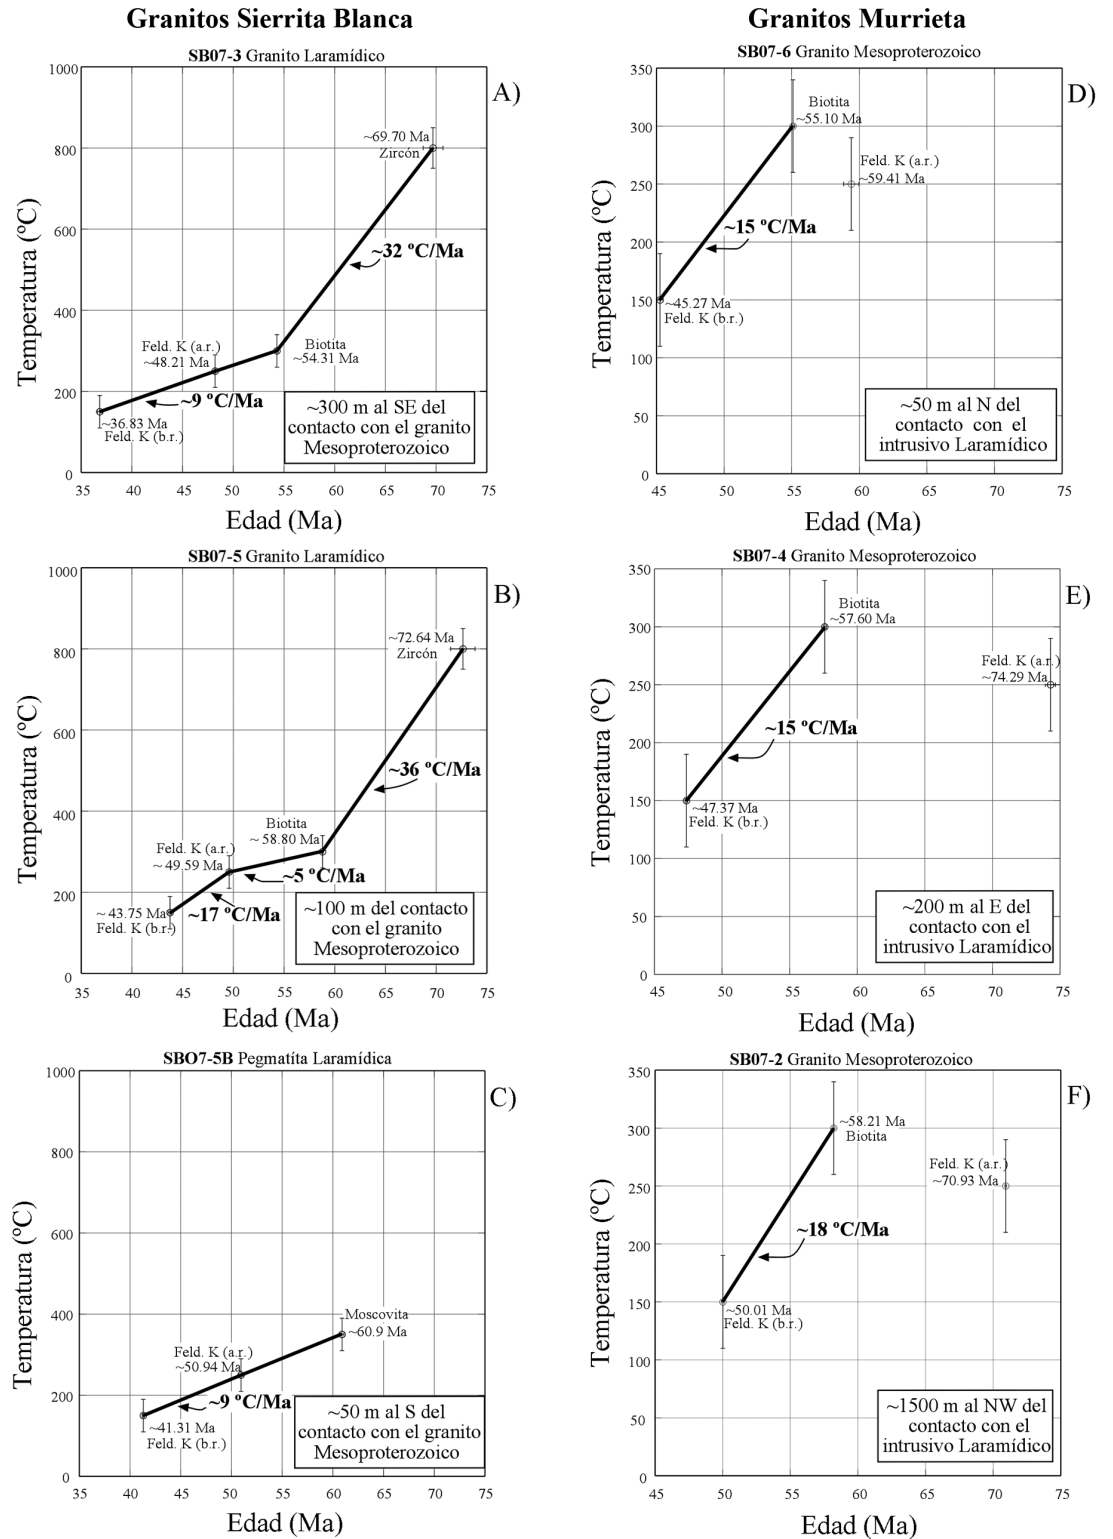 Granitos Sierrita Blanca
Granitos Murrieta
SB07-3 Granito Laramídico
A)
1000
800
600
400
200
0
Temperatura (ºC)
~69.70 Ma
Zircón
~32 ºC/Ma
Feld. K (a.r.)
~48.21 Ma
Biotita
~54.31 Ma
~9 ºC/Ma
~36.83 Ma
Feld. K (b.r.)
~300 m al SE del
contacto con el granito
Mesoproterozoico
35 40 45 50 55 60 65 70 75
Edad (Ma)
SB07-6 Granito Mesoproterozoico
D)
350
300
250
200
150
100
50
0
Temperatura (ºC)
Biotita
~55.10 Ma
Feld. K (a.r.)
~59.41 Ma
~15 ºC/Ma
~45.27 Ma
Feld. K (b.r.)
~50 m al N del
contacto con el
intrusivo Laramídico
45 50 55 60 65 70 75
Edad (Ma)
SB07-5 Granito Laramídico
B)
1000
800
600
400
200
0
Temperatura (ºC)
~72.64 Ma
Zircón
~36 ºC/Ma
Biotita
~ 58.80 Ma
Feld. K (a.r.)
~ 49.59 Ma
~5 ºC/Ma
~17 ºC/Ma
~ 43.75 Ma
Feld. K (b.r.)
~100 m del contacto
con el granito
Mesoproterozoico
35 40 45 50 55 60 65 70 75
Edad (Ma)
SB07-4 Granito Mesoproterozoico
E)
350
300
250
200
150
100
50
0
Temperatura (ºC)
Biotita
~57.60 Ma
Feld. K (a.r.)
~74.29 Ma
~15 ºC/Ma
~47.37 Ma
Feld. K (b.r.)
~200 m al E del
contacto con el
intrusivo Laramídico
45 50 55 60 65 70 75
Edad (Ma)
SBO7-5B Pegmatíta Laramídica
C)
1000
800
600
400
200
0
Temperatura (ºC)
Moscovita
~60.9 Ma
Feld. K (a.r.)
~50.94 Ma
~9 ºC/Ma
~41.31 Ma
Feld. K (b.r.)
~50 m al S del
contacto con el granito
Mesoproterozoico
35 40 45 50 55 60 65 70 75
Edad (Ma)
SB07-2 Granito Mesoproterozoico
F)
350
300
250
200
150
100
50
0
Temperatura (ºC)
~58.21 Ma
Biotita
Feld. K (a.r.)
~70.93 Ma
~18 ºC/Ma
~50.01 Ma
Feld. K (b.r.)
~1500 m al NW del
contacto con el
intrusivo Laramídico
45 50 55 60 65 70 75
Edad (Ma)